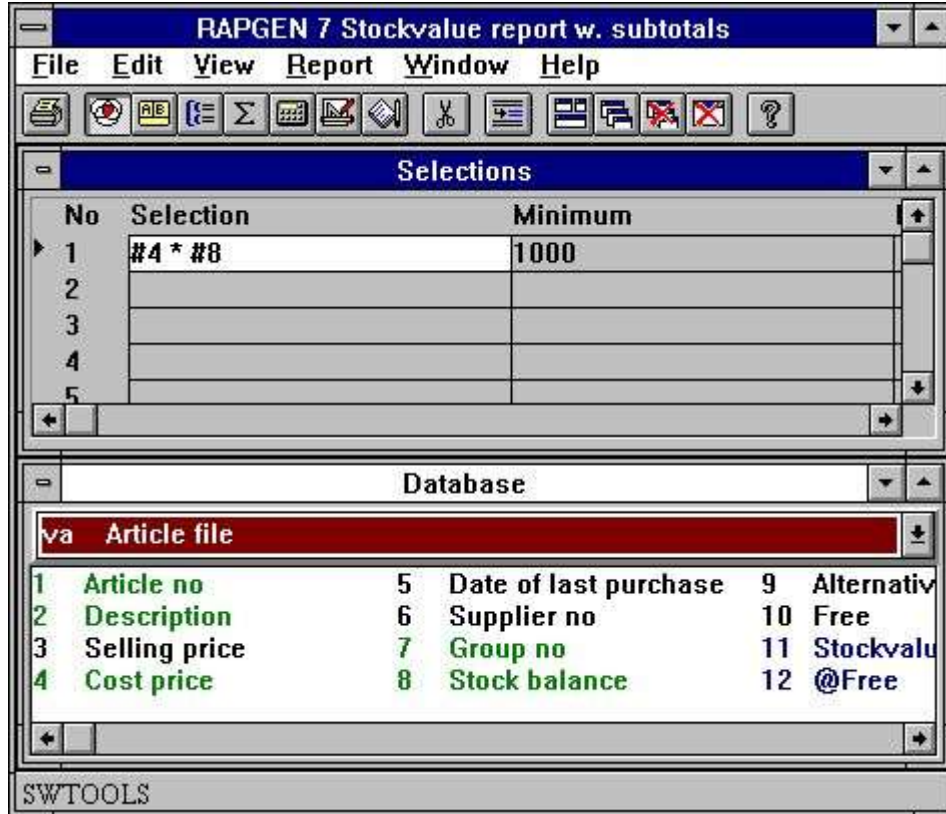 RAPGEN 7 Stockvalue report w. subtotals
File Edit View Report Window Help
Selections
No Selection Minimum
1 #4 * #8 1000
2
3
4
5
Database
va Article file
1 Article no 5 Date of last purchase 9 Alternativ
2 Description 6 Supplier no 10 Free
3 Selling price 7 Group no 11 Stockvalu
4 Cost price 8 Stock balance 12 @Free
SWTOOLS